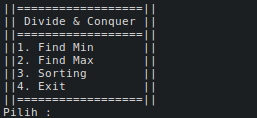 ||==================||
|| Divide & Conquer ||
||==================||
||1. Find Min       ||
||2. Find Max       ||
||3. Sorting        ||
||4. Exit           ||
||==================||
Pilih :